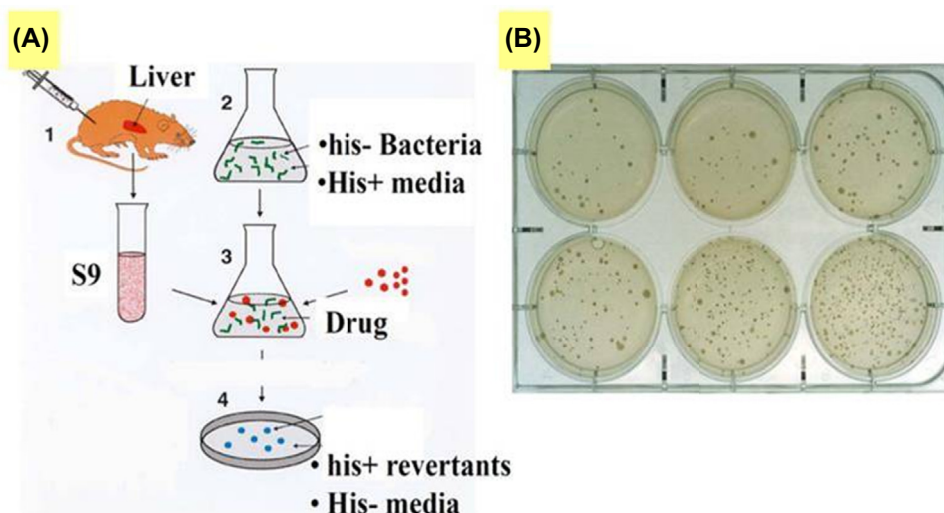 (A)
(B)
Liver
1
2
•his- Bacteria
•His+ media
3
S9
Drug
4
• his+ revertants
• His- media